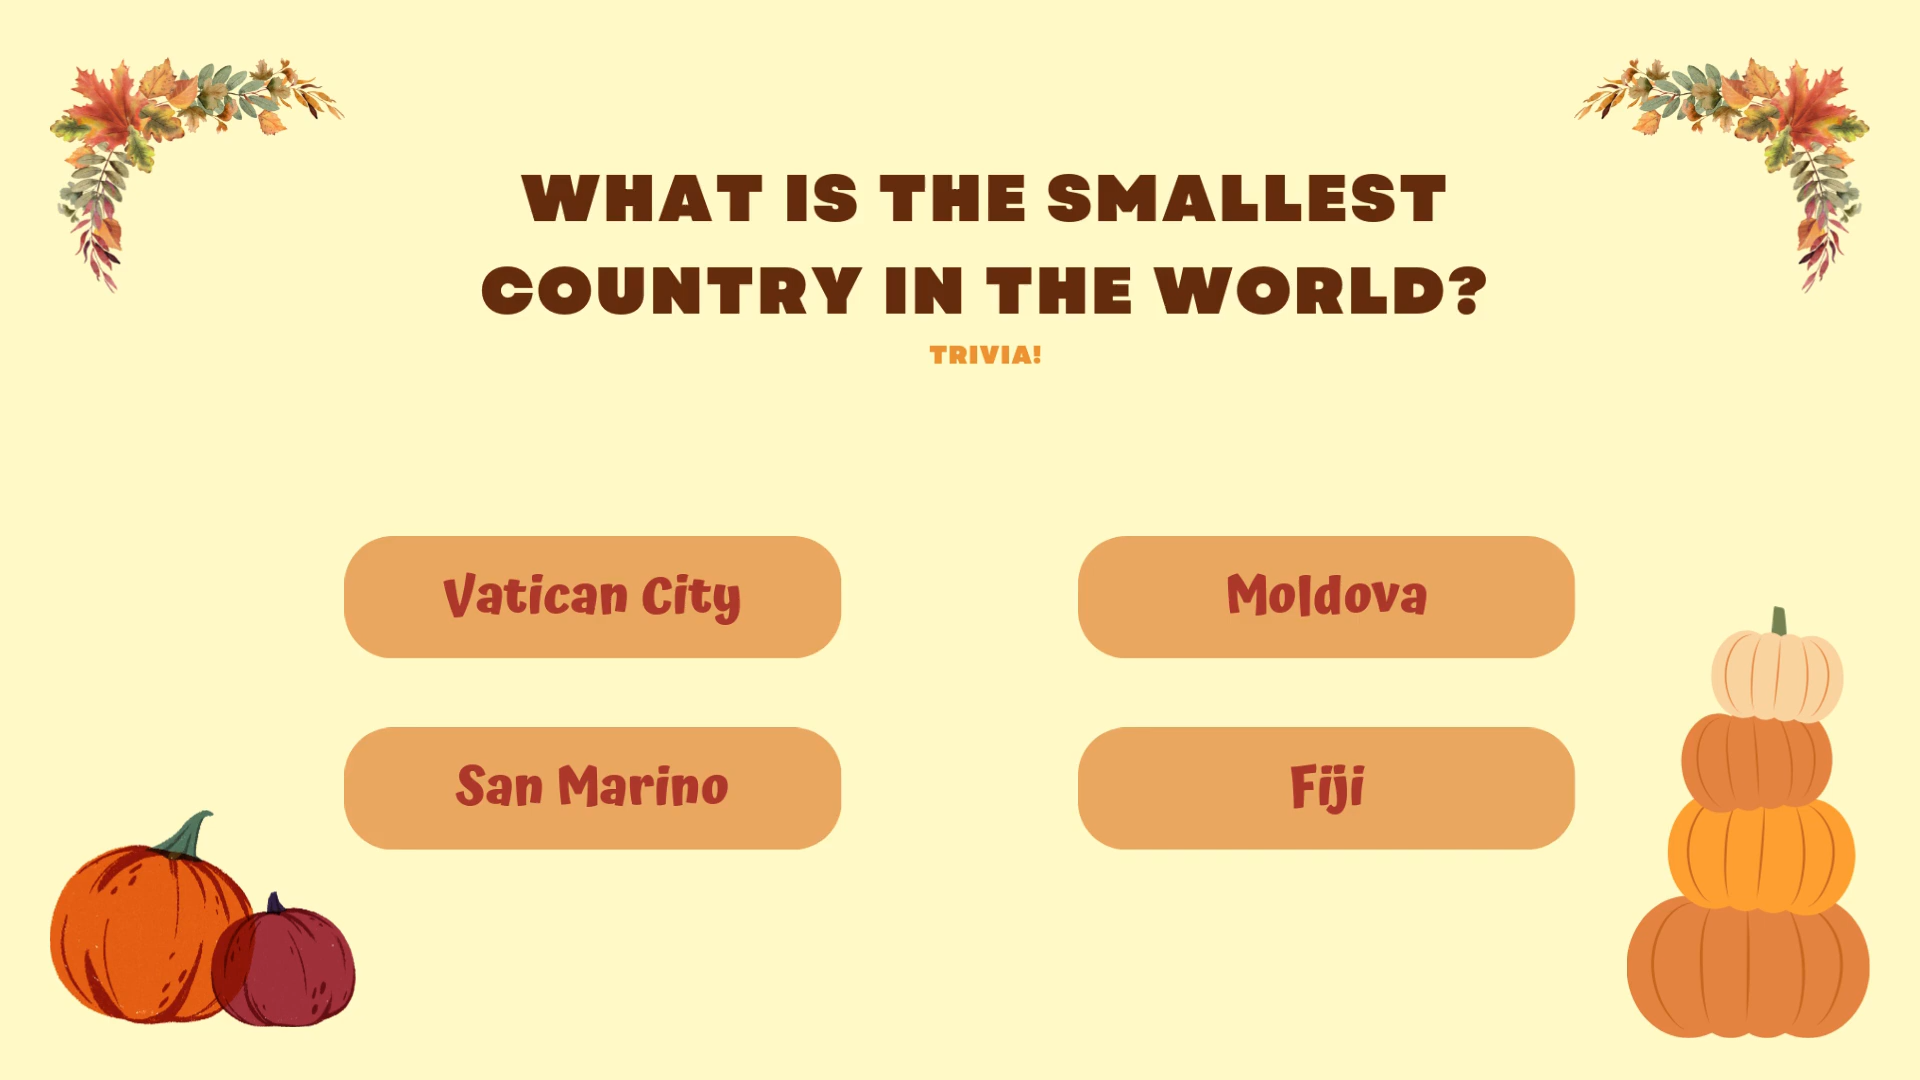 WHAT IS THE SMALLEST
COUNTRY IN THE WORLD?
TRIVIA!
Vatican City
Moldova
San Marino
Fiji